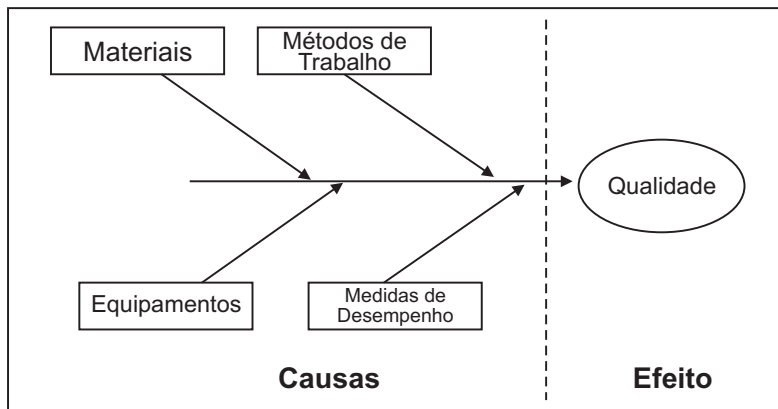 Materiais
Métodos de
Trabalho
Qualidade
Equipamentos
Medidas de
Desempenho
Causas
Efeito